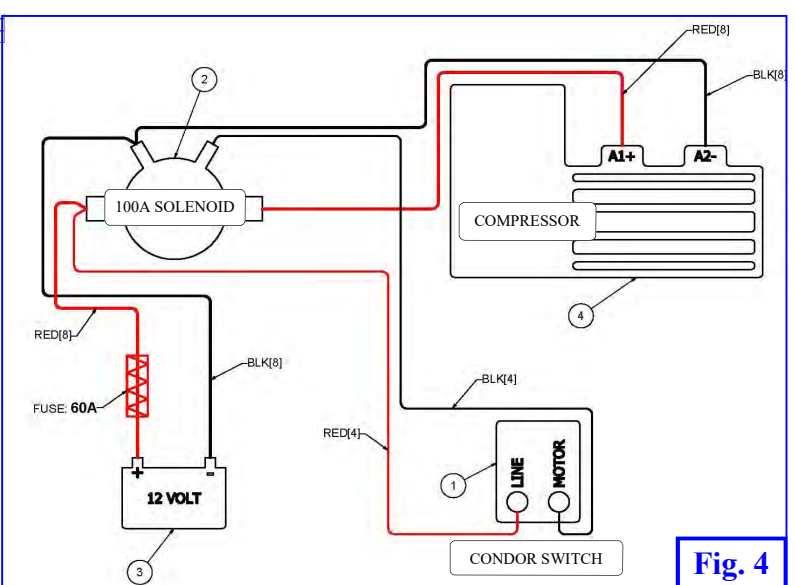 RED[8]
BLK[8]
2
A1+
A2-
100A SOLENOID
COMPRESSOR
4
RED[8]
BLK[8]
BLK[4]
FUSE: 60A
RED[4]
LINE
MOTOR
1
+
-
12 VOLT
3
CONDOR SWITCH
Fig. 4